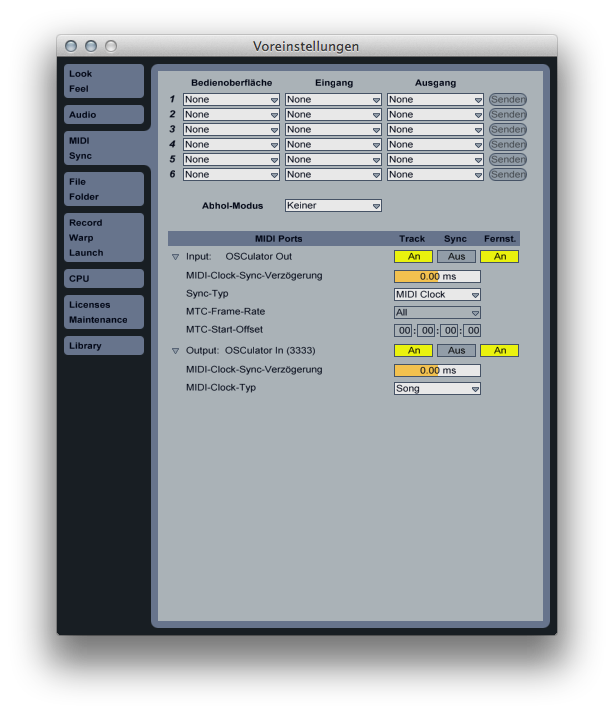 Voreinstellungen
Look
Feel
Audio
MIDI
Sync
File
Folder
Record
Warp
Launch
CPU
Licenses
Maintenance
Library
Bedienoberfläche Eingang Ausgang
1 None None None Senden
2 None None None Senden
3 None None None Senden
4 None None None Senden
5 None None None Senden
6 None None None Senden
Abhol-Modus Keiner
MIDI Ports Track Sync Fernst.
Input: OSCulator Out An Aus An
MIDI-Clock-Sync-Verzögerung 0.00 ms
Sync-Typ MIDI Clock
MTC-Frame-Rate All
MTC-Start-Offset 00:00:00:00
Output: OSCulator In (3333) An Aus An
MIDI-Clock-Sync-Verzögerung 0.00 ms
MIDI-Clock-Typ Song